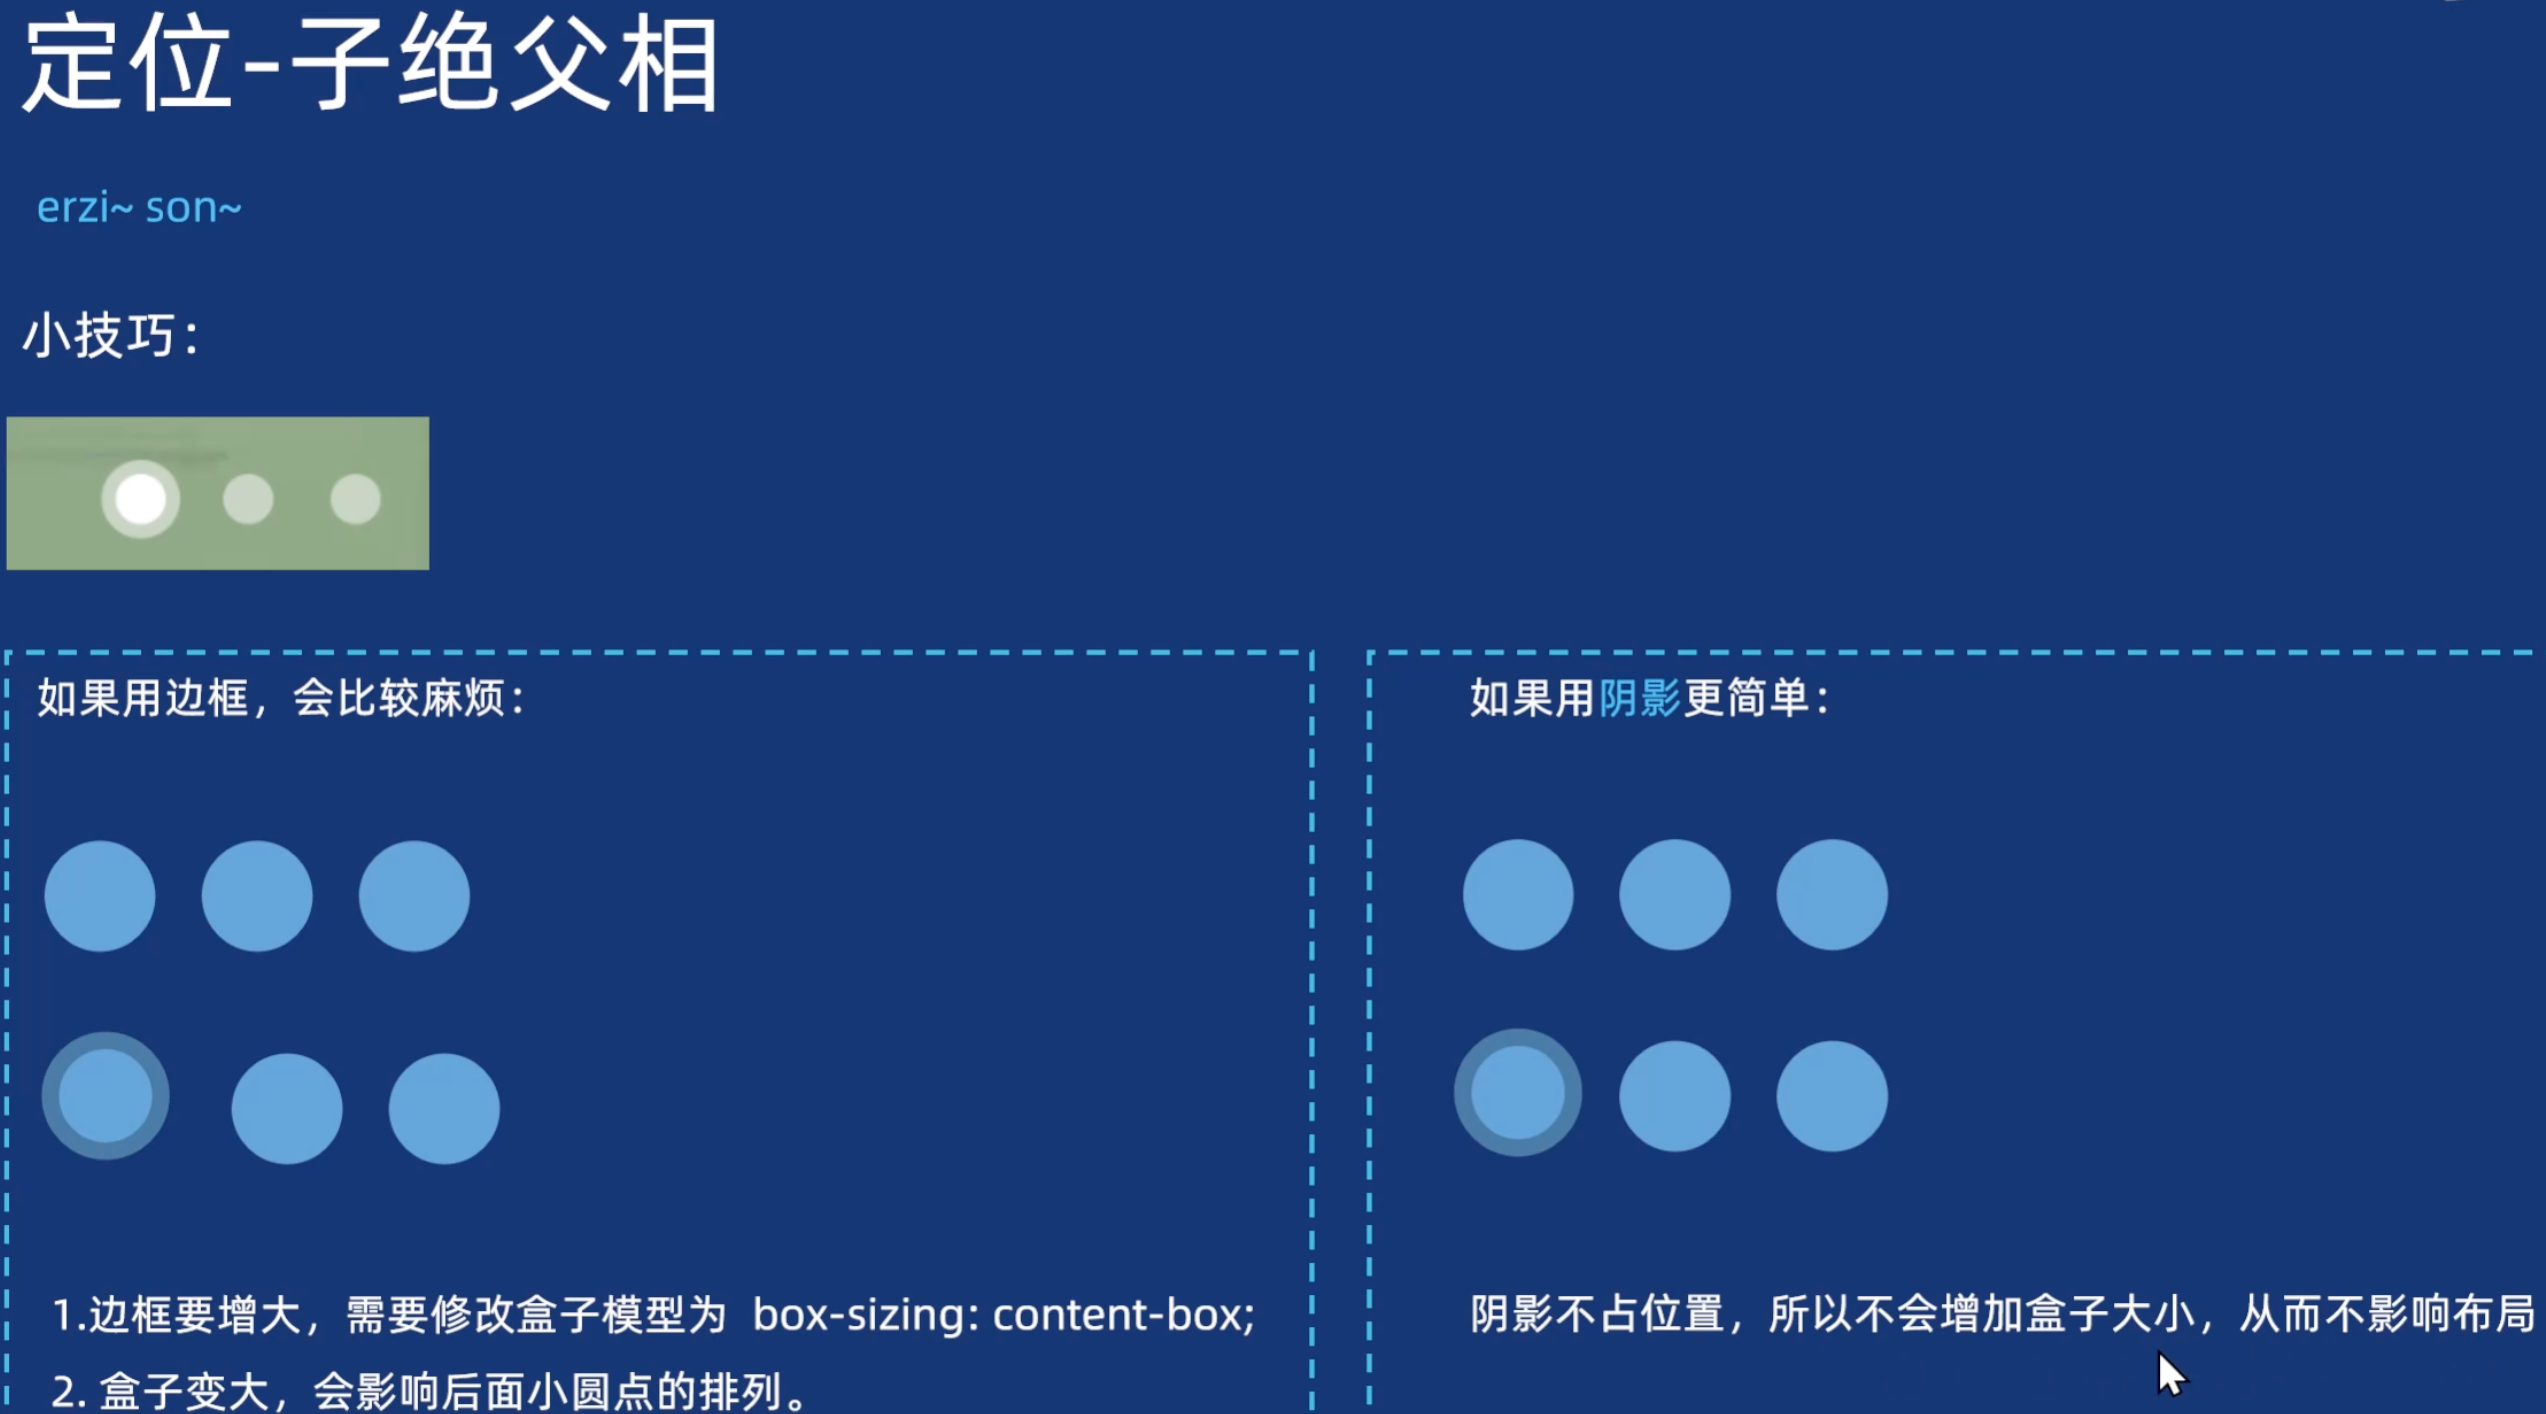 定位-子绝父相
erzi~ son~
小技巧：
如果用边框，会比较麻烦：
1.边框要增大，需要修改盒子模型为 box-sizing: content-box;
2. 盒子变大，会影响后面小圆点的排列。
如果用阴影更简单：
阴影不占位置，所以不会增加盒子大小，从而不影响布局